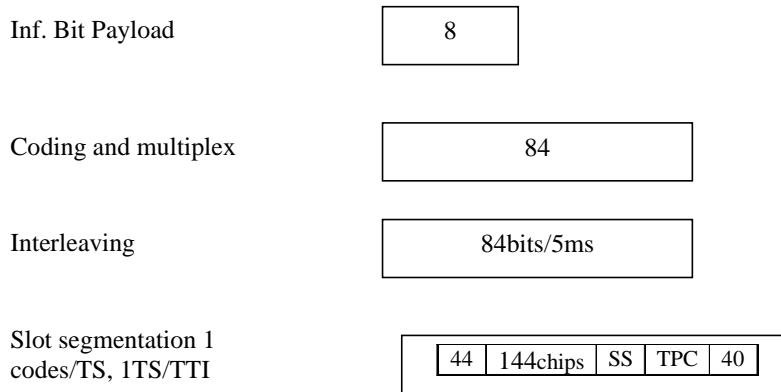 Inf. Bit Payload
8
Coding and multiplex
84
Interleaving
84bits/5ms
Slot segmentation 1
codes/TS, 1TS/TTI
44 144chips SS TPC 40